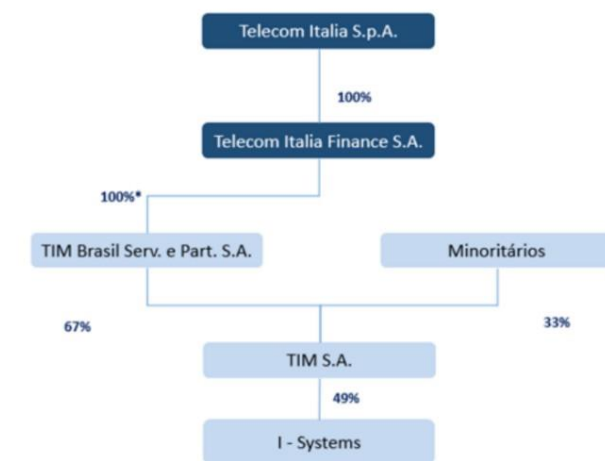 Telecom Italia S.p.A.
100%
Telecom Italia Finance S.A.
100%*
TIM Brasil Serv. e Part. S.A.
Minoritários
67%
33%
TIM S.A.
49%
I - Systems